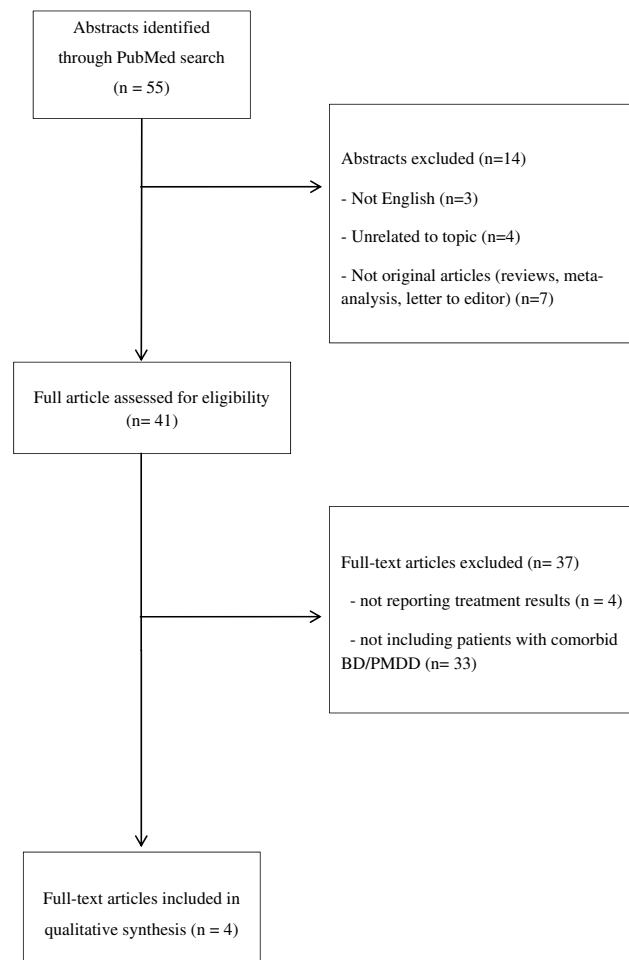 Abstracts identified
through PubMed search
(n = 55)
Abstracts excluded (n=14)
- Not English (n=3)
- Unrelated to topic (n=4)
- Not original articles (reviews, meta-
analysis, letter to editor) (n=7)
Full article assessed for eligibility
(n= 41)
Full-text articles excluded (n= 37)
- not reporting treatment results (n = 4)
- not including patients with comorbid
BD/PMDD (n= 33)
Full-text articles included in
qualitative synthesis (n = 4)